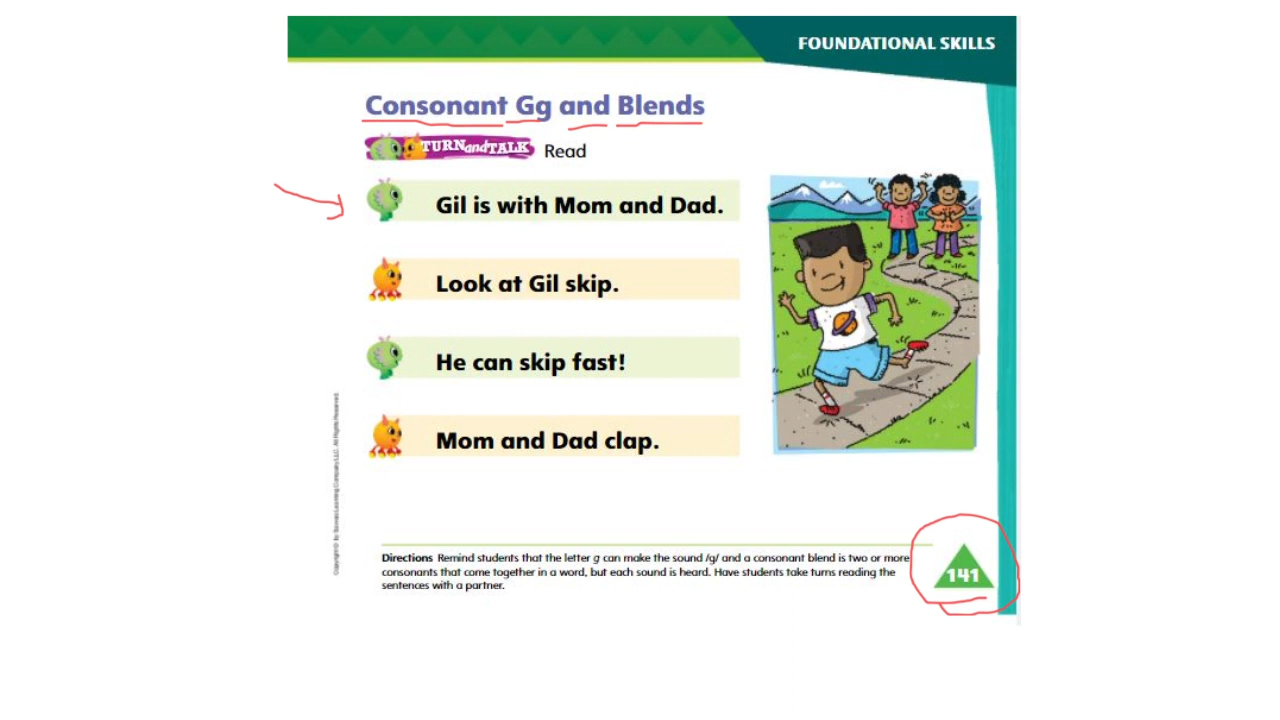 FOUNDATIONAL SKILLS
Consonant Gg and Blends
TURNandTALK Read
Gil is with Mom and Dad.
Look at Gil skip.
He can skip fast!
Mom and Dad clap.
Directions Remind students that the letter g can make the sound /g/ and a consonant blend is two or more
consonants that come together in a word, but each sound is heard. Have students take turns reading the
sentences with a partner.
141